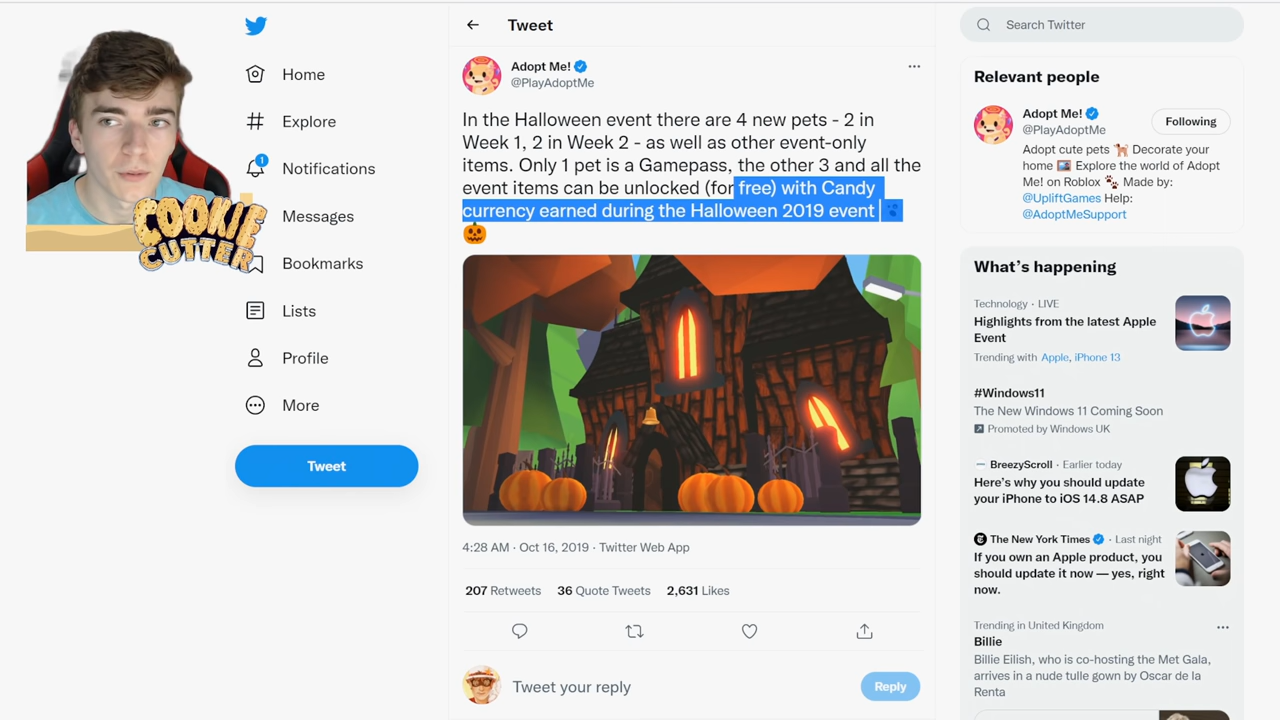 Home
Explore
1
Notifications
Messages
Bookmarks
Lists
Profile
More
Tweet
COOKIE
CUTTER
Tweet
Adopt Me!
@PlayAdoptMe
In the Halloween event there are 4 new pets - 2 in
Week 1, 2 in Week 2 - as well as other event-only
items. Only 1 pet is a Gamepass, the other 3 and all the
event items can be unlocked (for free) with Candy
currency earned during the Halloween 2019 event
4:28 AM · Oct 16, 2019 · Twitter Web App
207 Retweets 36 Quote Tweets 2,631 Likes
Tweet your reply
Reply
Search Twitter
Relevant people
Adopt Me!
@PlayAdoptMe
Following
Adopt cute pets 🐕 Decorate your
home 🖼️ Explore the world of Adopt
Me! on Roblox 🐾 Made by:
@UpliftGames Help:
@AdoptMeSupport
What's happening
Technology · LIVE
Highlights from the latest Apple
Event
Trending with Apple, iPhone 13
#Windows11
The New Windows 11 Coming Soon
Promoted by Windows UK
BreezyScroll · Earlier today
Here's why you should update
your iPhone to iOS 14.8 ASAP
The New York Times · Last night
If you own an Apple product, you
should update it now — yes, right
now.
Trending in United Kingdom
Billie
Billie Eilish, who is co-hosting the Met Gala,
arrives in a nude tulle gown by Oscar de la
Renta